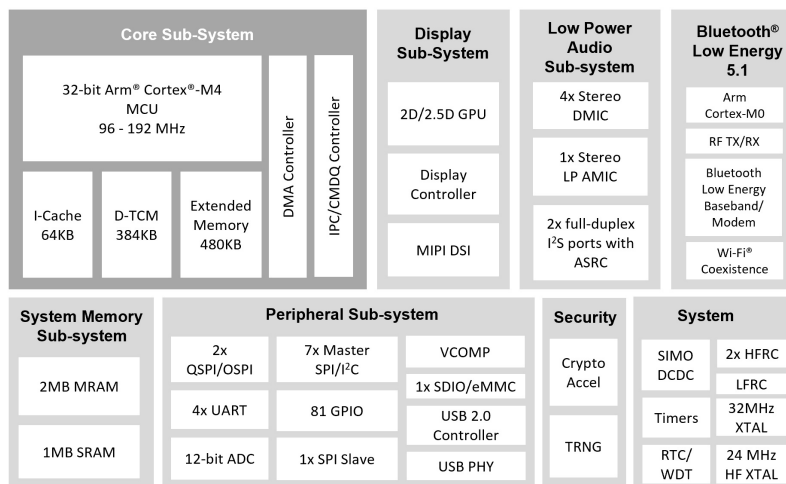 Core Sub-System
32-bit Arm® Cortex®-M4
MCU
96 - 192 MHz
I-Cache
64KB
D-TCM
384KB
Extended
Memory
480KB
DMA Controller
IPC/CMDQ Controller
Display
Sub-System
2D/2.5D GPU
Display
Controller
MIPI DSI
Low Power
Audio
Sub-system
4x Stereo
DMIC
1x Stereo
LP AMIC
2x full-duplex
I²S ports with
ASRC
Bluetooth®
Low Energy
5.1
Arm
Cortex-M0
RF TX/RX
Bluetooth
Low Energy
Baseband/
Modem
Wi-Fi®
Coexistence
System Memory
Sub-system
2MB MRAM
1MB SRAM
Peripheral Sub-system
2x
QSPI/OSPI
4x UART
12-bit ADC
7x Master
SPI/I²C
81 GPIO
1x SPI Slave
VCOMP
1x SDIO/eMMC
USB 2.0
Controller
USB PHY
Security
Crypto
Accel
TRNG
System
SIMO
DCDC
Timers
RTC/
WDT
2x HFRC
LFRC
32MHz
XTAL
24 MHz
HF XTAL